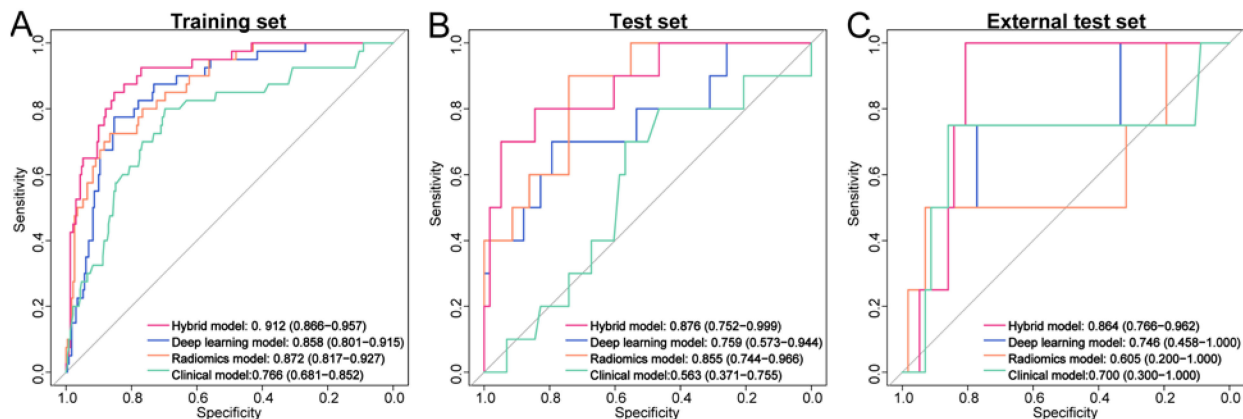 A
Training set
Sensitivity
1.0
0.8
0.6
0.4
0.2
0.0
Hybrid model: 0. 912 (0.866–0.957)
Deep learning model: 0.858 (0.801–0.915)
Radiomics model: 0.872 (0.817–0.927)
Clinical model:0.766 (0.681–0.852)
1.0 0.8 0.6 0.4 0.2 0.0
Specificity
B
Test set
Sensitivity
1.0
0.8
0.6
0.4
0.2
0.0
Hybrid model: 0.876 (0.752–0.999)
Deep learning model: 0.759 (0.573–0.944)
Radiomics model: 0.855 (0.744–0.966)
Clinical model:0.563 (0.371–0.755)
1.0 0.8 0.6 0.4 0.2 0.0
Specificity
C
External test set
Sensitivity
1.0
0.8
0.6
0.4
0.2
0.0
Hybrid model: 0.864 (0.766–0.962)
Deep learning model: 0.746 (0.458–1.000)
Radiomics model: 0.605 (0.200–1.000)
Clinical model:0.700 (0.300–1.000)
1.0 0.8 0.6 0.4 0.2 0.0
Specificity